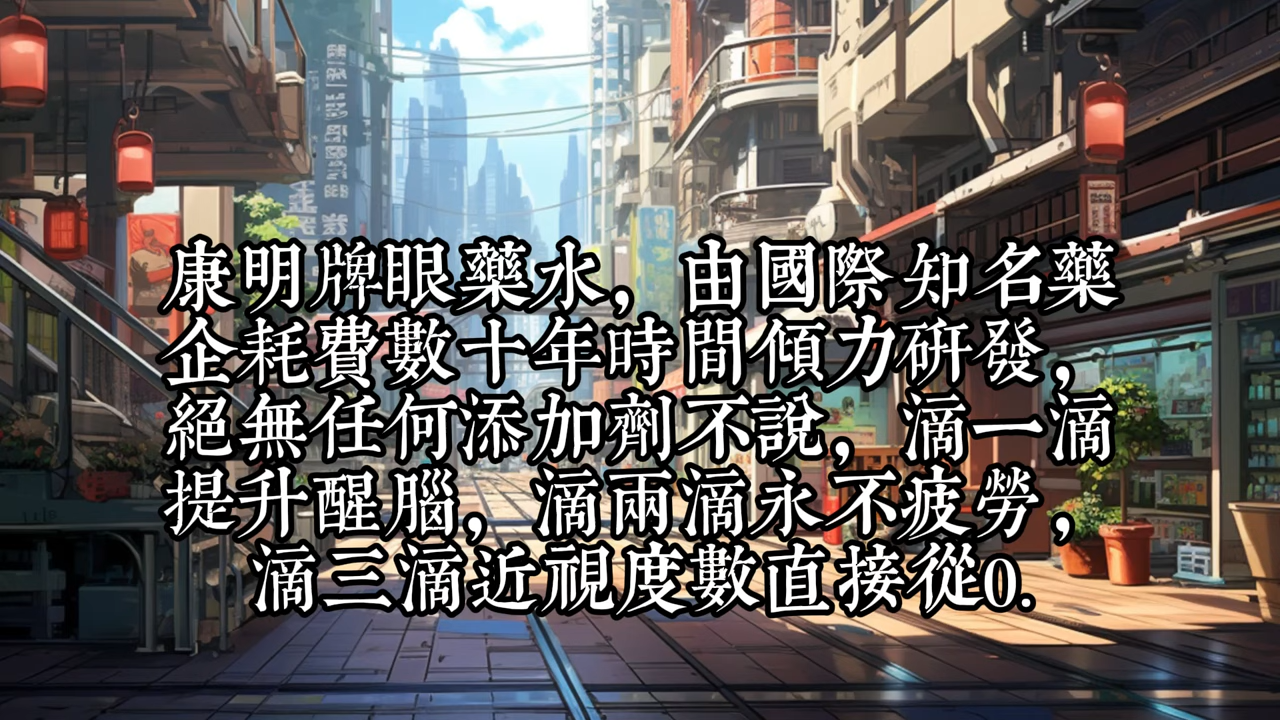 康明牌眼藥水，由國際知名藥
企耗費數十年時間傾力研發，
絕無任何添加劑不說，滴一滴
提升醒腦，滴兩滴永不疲勞，
滴三滴近視度數直接從0.